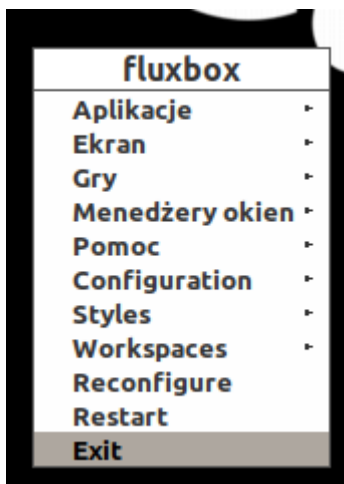 fluxbox
Aplikacje
Ekran
Gry
Menedżery okien
Pomoc
Configuration
Styles
Workspaces
Reconfigure
Restart
Exit